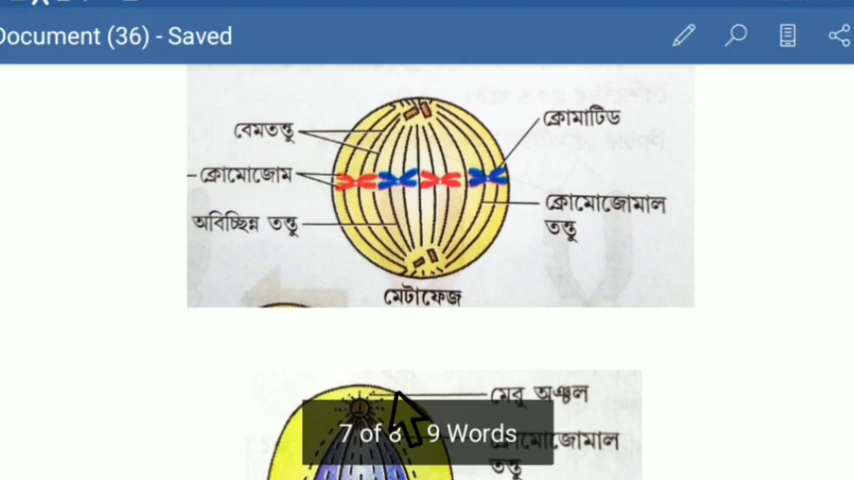 Document (36) - Saved
বেমতন্তু
ক্রোমাটিড
ক্রোমোজোম
ক্রোমোজোমাল
তন্তু
অবিচ্ছিন্ন তন্তু
মেটাফেজ
মেরু অঞ্চল
7 of 8 9 Words
ক্রোমোজোমাল
তন্তু